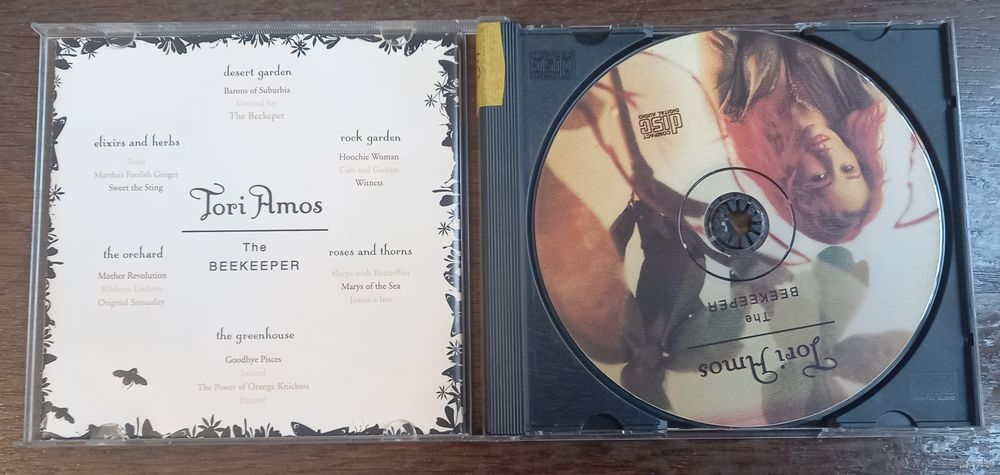 desert garden
Barons of Suburbia
General Joy
The Beekeper
elixirs and herbs
Toast
Martha's Foolish Ginger
Sweet the Sting
rock garden
Hoochie Woman
Cars and Guitars
Witness
Tori Amos
The
BEEKEEPER
the orchard
Mother Revolution
Ribbons Undone
Original Sinsuality
roses and thorns
Sleeps with Butterflies
Marys of the Sea
Jamaica Inn
the greenhouse
Goodbye Pisces
Ireland
The Power of Orange Knickers
Parasol
COMPACT
disc
DIGITAL AUDIO
The
BEEKEEPER
Tori Amos